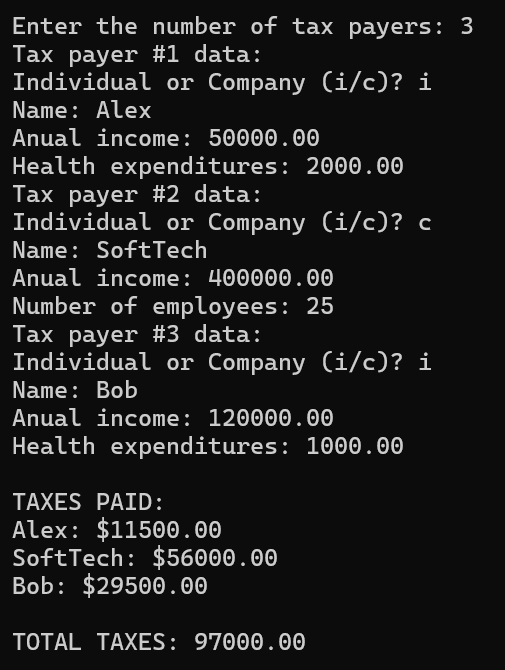 Enter the number of tax payers: 3
Tax payer #1 data:
Individual or Company (i/c)? i
Name: Alex
Anual income: 50000.00
Health expenditures: 2000.00
Tax payer #2 data:
Individual or Company (i/c)? c
Name: SoftTech
Anual income: 400000.00
Number of employees: 25
Tax payer #3 data:
Individual or Company (i/c)? i
Name: Bob
Anual income: 120000.00
Health expenditures: 1000.00
TAXES PAID:
Alex: $11500.00
SoftTech: $56000.00
Bob: $29500.00
TOTAL TAXES: 97000.00